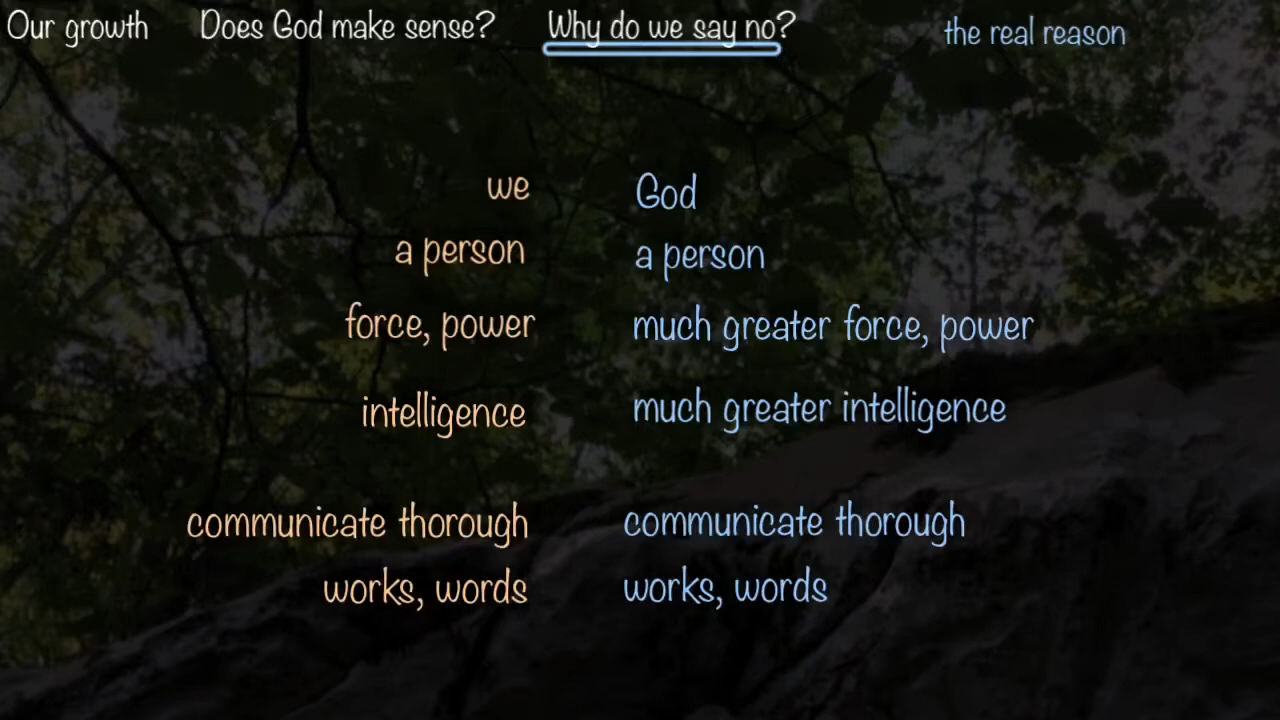 Our growth Does God make sense? Why do we say no? the real reason
we God
a person a person
force, power much greater force, power
intelligence much greater intelligence
communicate thorough communicate thorough
works, words works, words